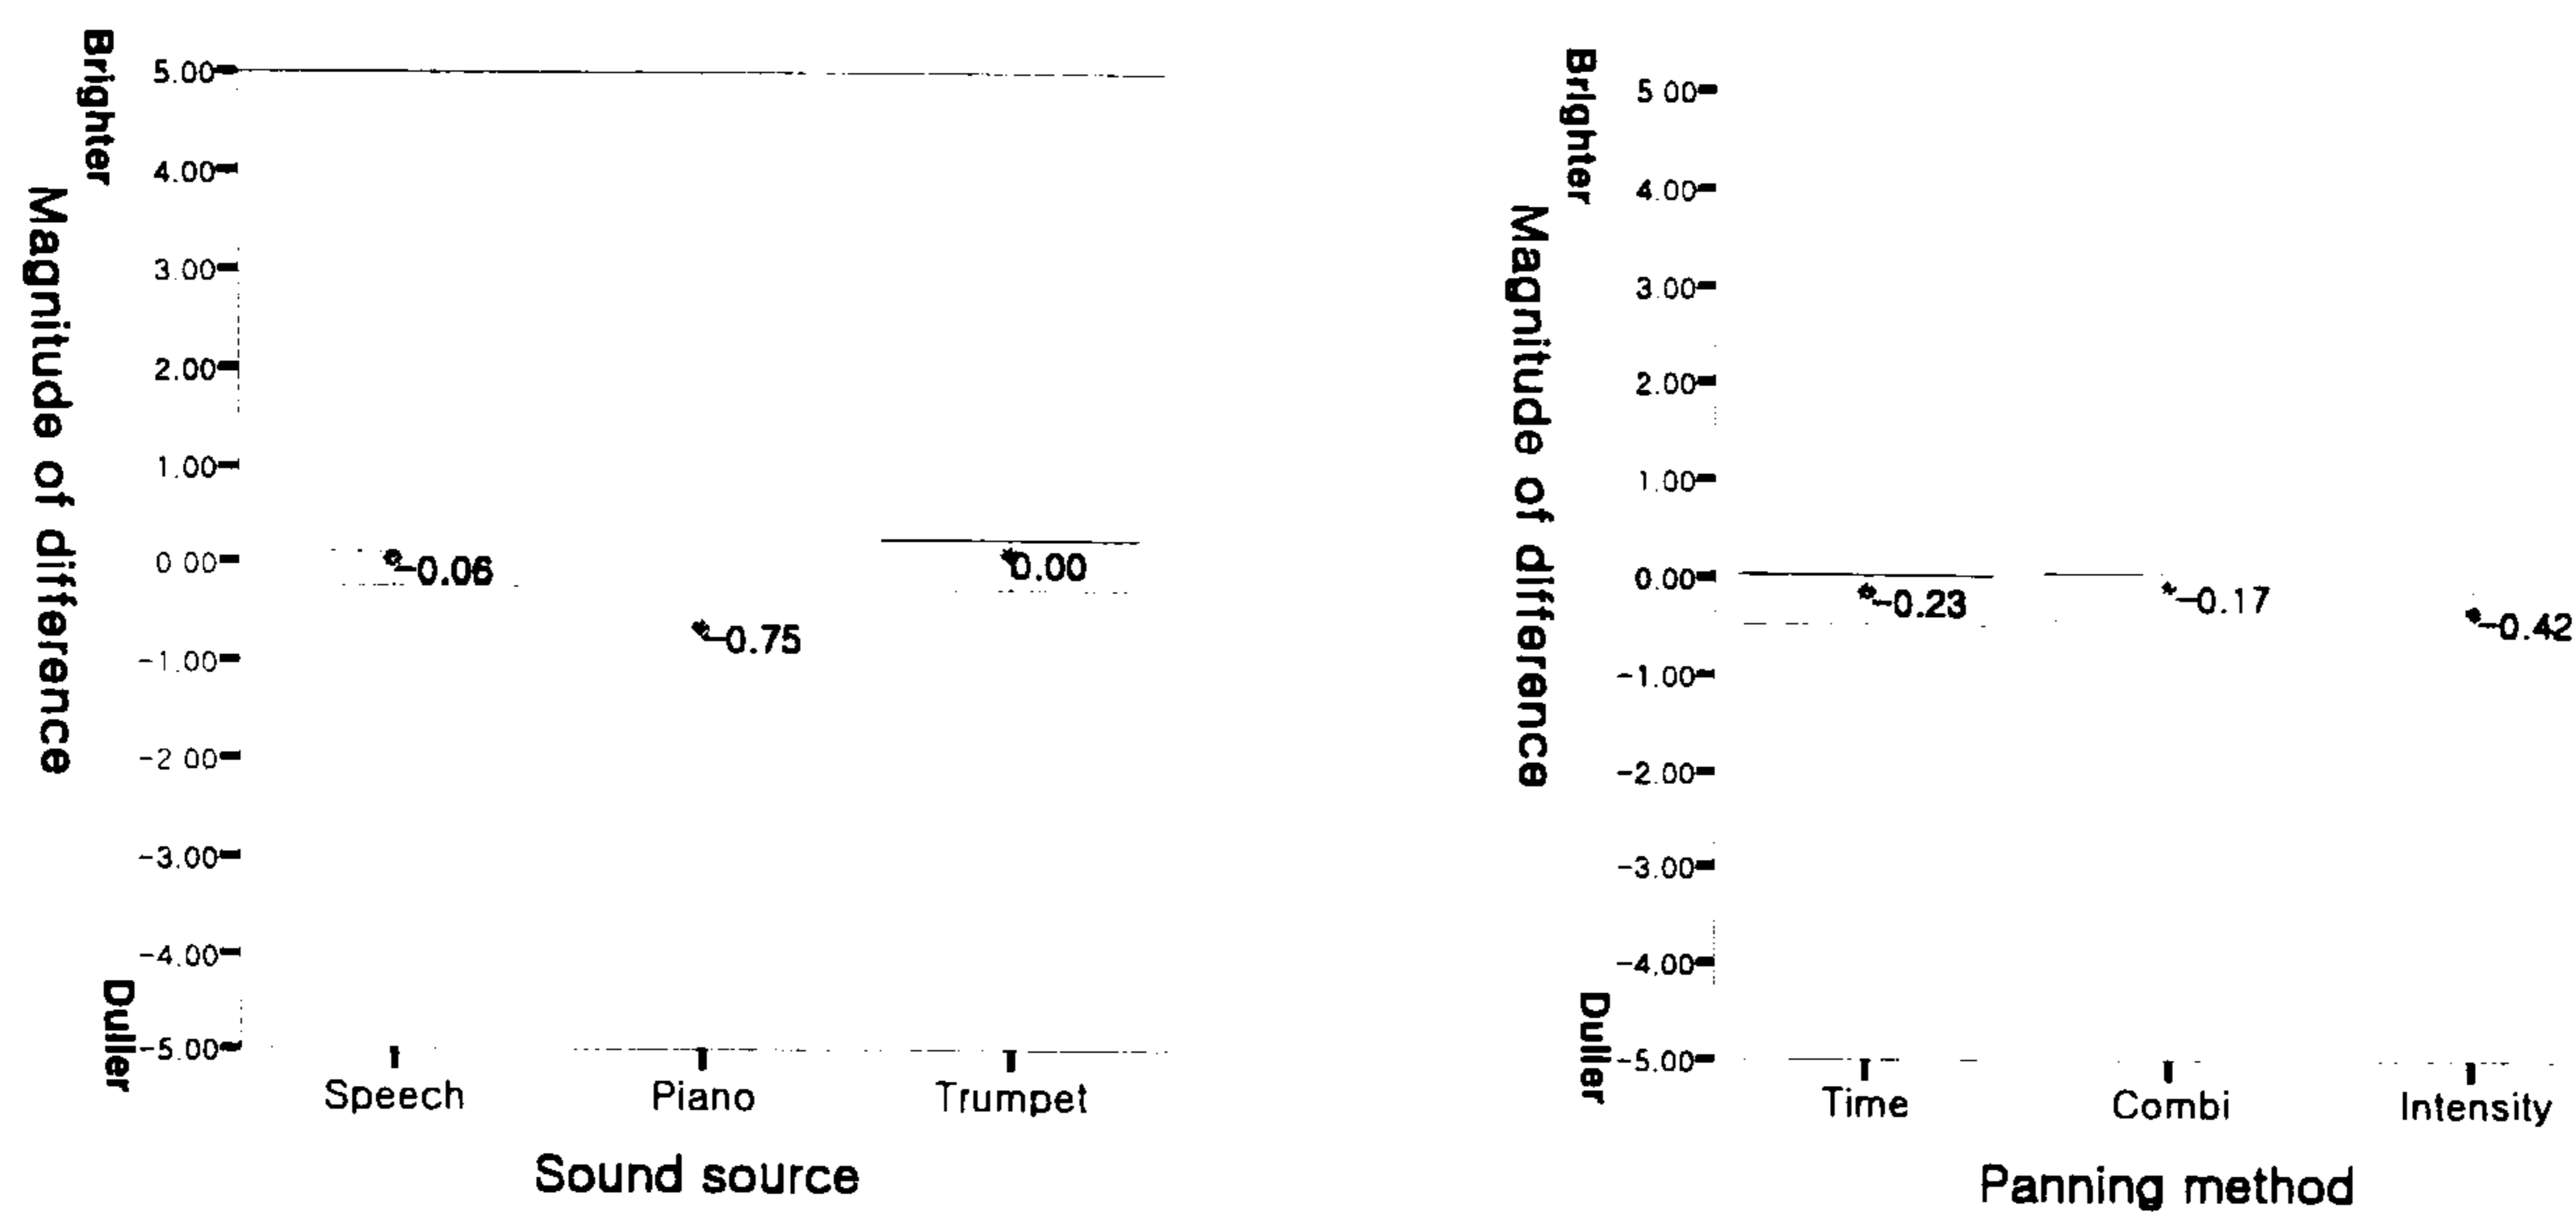 Brighter
Magnitude of difference
Duller
5.00
4.00
3.00
2.00
1.00
0.00
-1.00
-2.00
-3.00
-4.00
-5.00
-0.06
-0.75
0.00
Speech Piano Trumpet
Sound source
Brighter
Magnitude of difference
Duller
5.00
4.00
3.00
2.00
1.00
0.00
-1.00
-2.00
-3.00
-4.00
-5.00
-0.23
-0.17
-0.42
Time Combi Intensity
Panning method